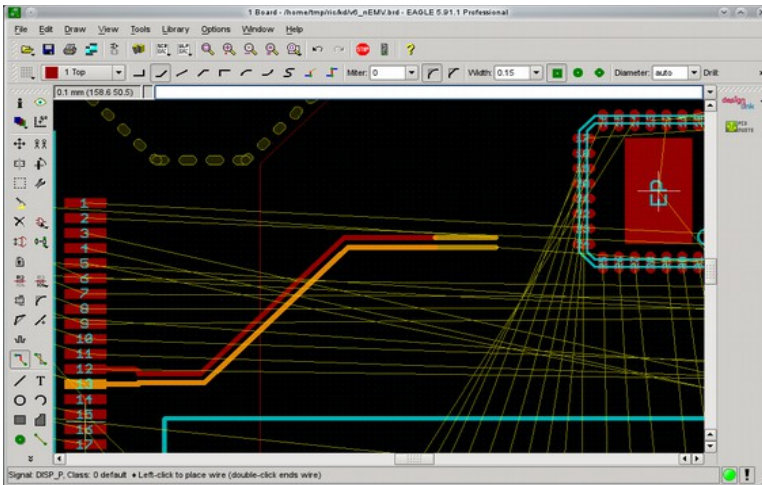 1 Board - /home/tmp/ric/kd/v6_nEMV.brd - EAGLE 5.91.1 Professional
File Edit Draw View Tools Library Options Window Help
1 Top Miter: 0 Width: 0.15 Diameter: auto Drill:
0.1 mm (158.6 50.5)
design link
1
2
3
4
5
6
7
8
9
10
11
12
13
14
15
16
17
EP
Signal: DISP_P, Class: 0 default ♦ Left-click to place wire (double-click ends wire)